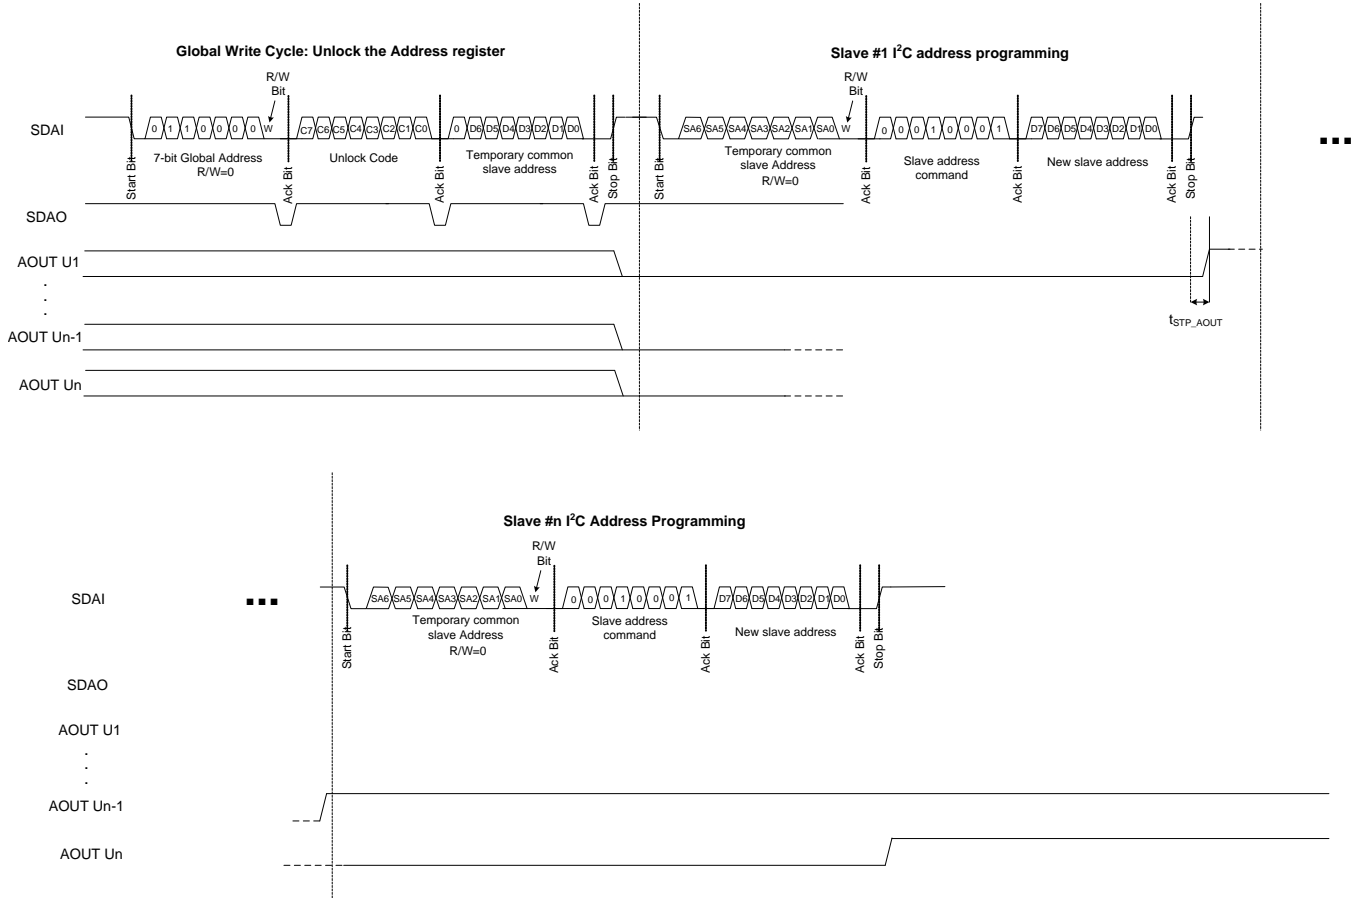 Global Write Cycle: Unlock the Address register
Slave #1 I²C address programming
R/W
Bit
R/W
Bit
SDAI
0 1 1 0 0 0 0 W
C7 C6 C5 C4 C3 C2 C1 C0
0 D6 D5 D4 D3 D2 D1 D0
SA6 SA5 SA4 SA3 SA2 SA1 SA0 W
0 0 0 1 0 0 0 1
D7 D6 D5 D4 D3 D2 D1 D0
...
Start Bit
7-bit Global Address
R/W=0
Ack Bit
Unlock Code
Ack Bit
Temporary common
slave address
Ack Bit
Stop Bit
Start Bit
Temporary common
slave Address
R/W=0
Ack Bit
Slave address
command
Ack Bit
New slave address
Ack Bit
Stop Bit
SDAO
AOUT U1
.
.
.
tSTP_AOUT
AOUT Un-1
AOUT Un
Slave #n I²C Address Programming
R/W
Bit
SDAI
...
SA6 SA5 SA4 SA3 SA2 SA1 SA0 W
0 0 0 1 0 0 0 1
D7 D6 D5 D4 D3 D2 D1 D0
Start Bit
Temporary common
slave Address
R/W=0
Ack Bit
Slave address
command
Ack Bit
New slave address
Ack Bit
Stop Bit
SDAO
AOUT U1
.
.
.
AOUT Un-1
AOUT Un